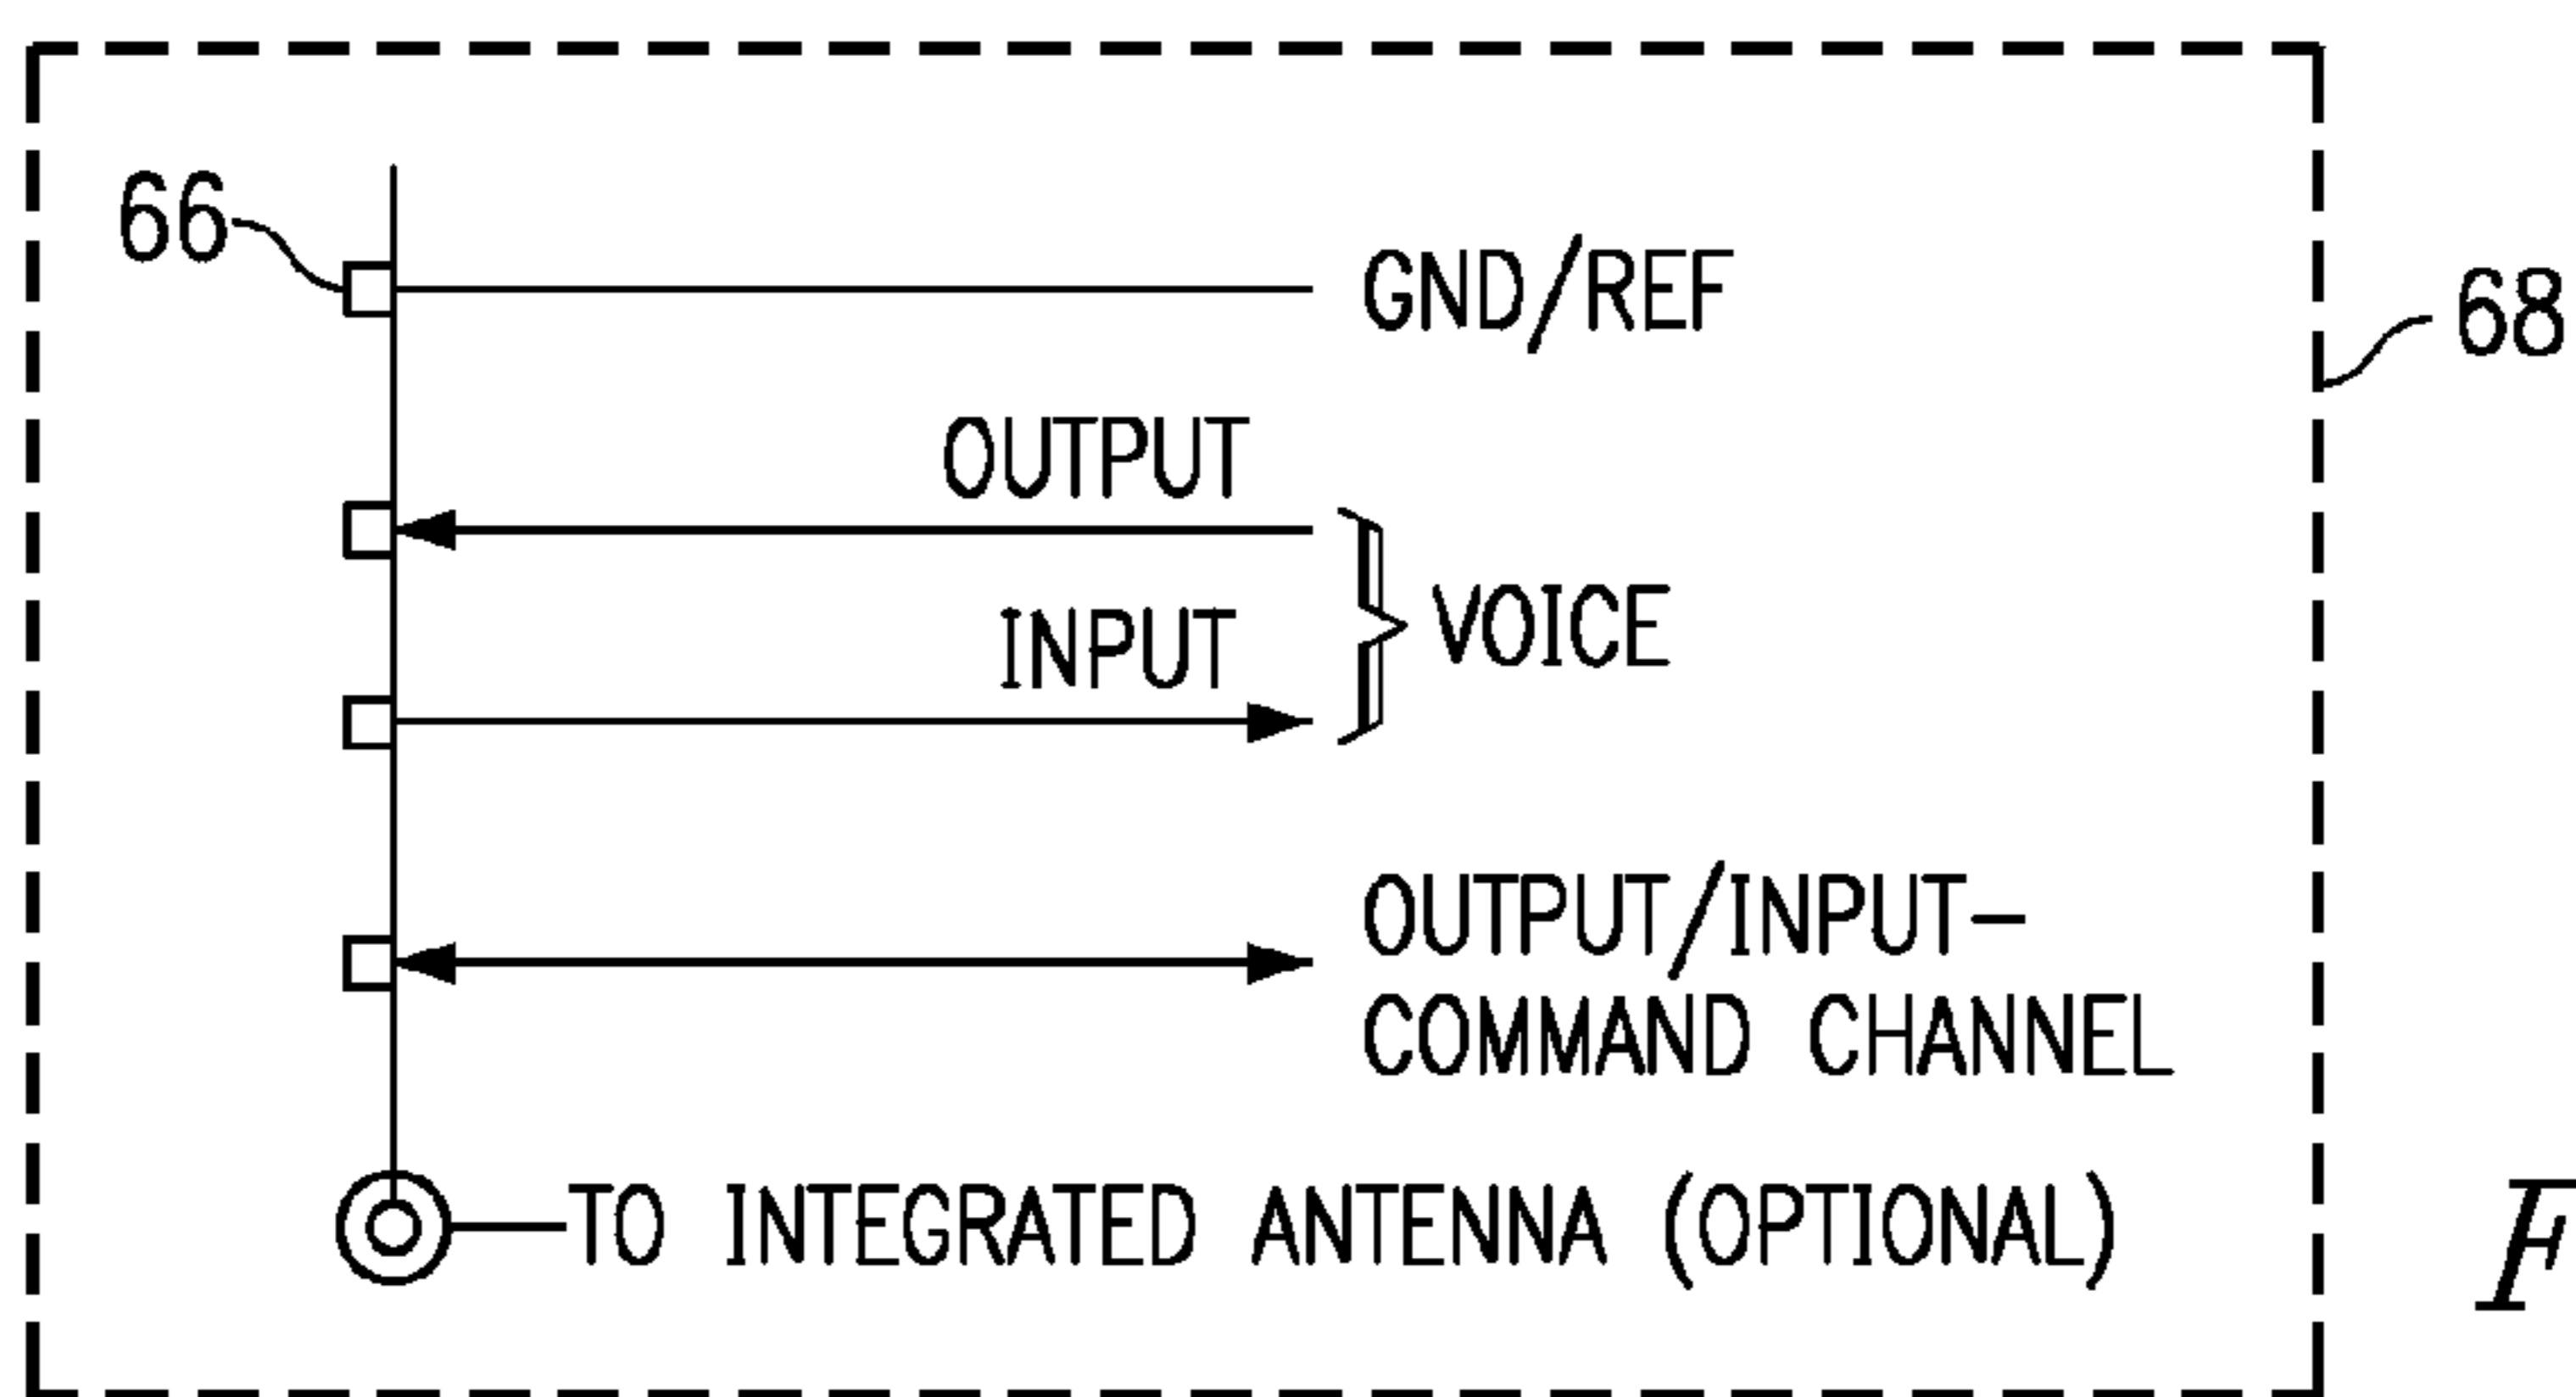 66
GND/REF
68
OUTPUT
INPUT
VOICE
OUTPUT/INPUT-
COMMAND CHANNEL
TO INTEGRATED ANTENNA (OPTIONAL)
F